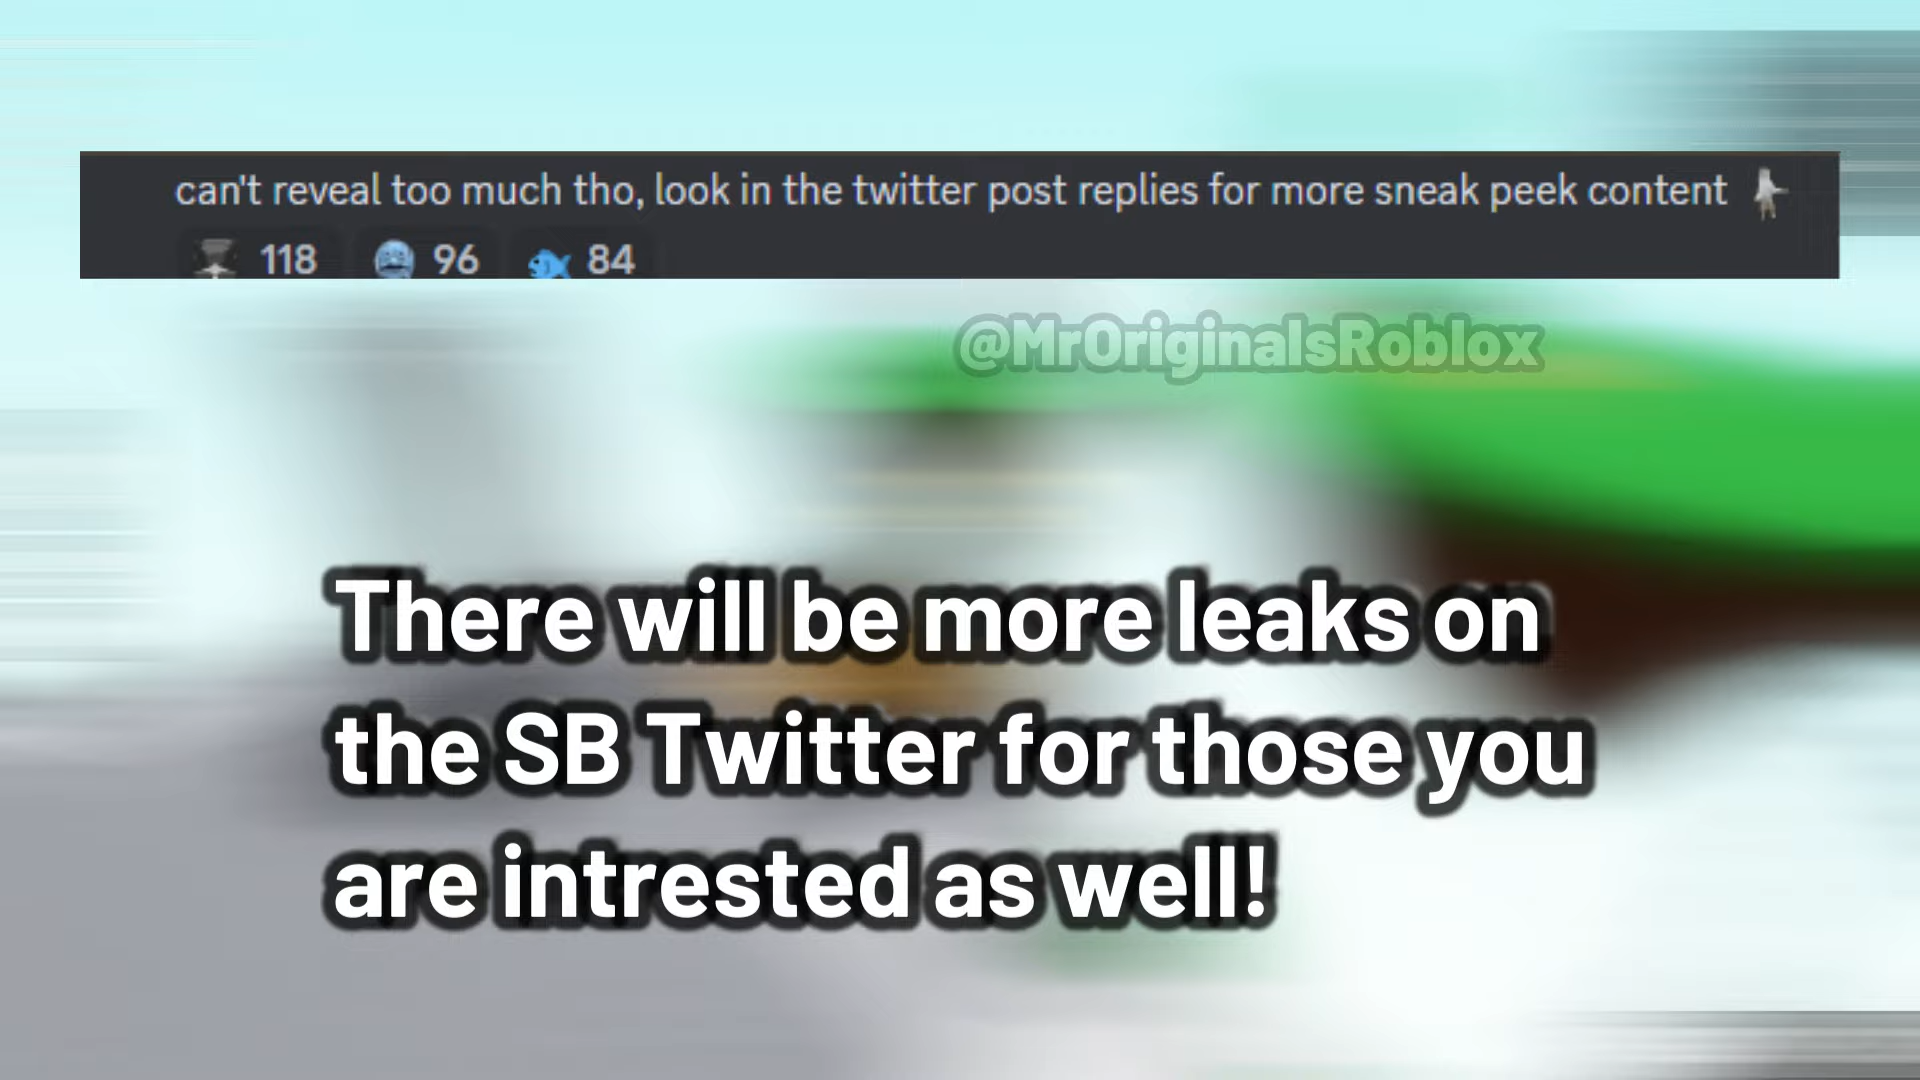 can't reveal too much tho, look in the twitter post replies for more sneak peek content
118 96 84
@MrOriginalsRoblox
There will be more leaks on
the SB Twitter for those you
are intrested as well!